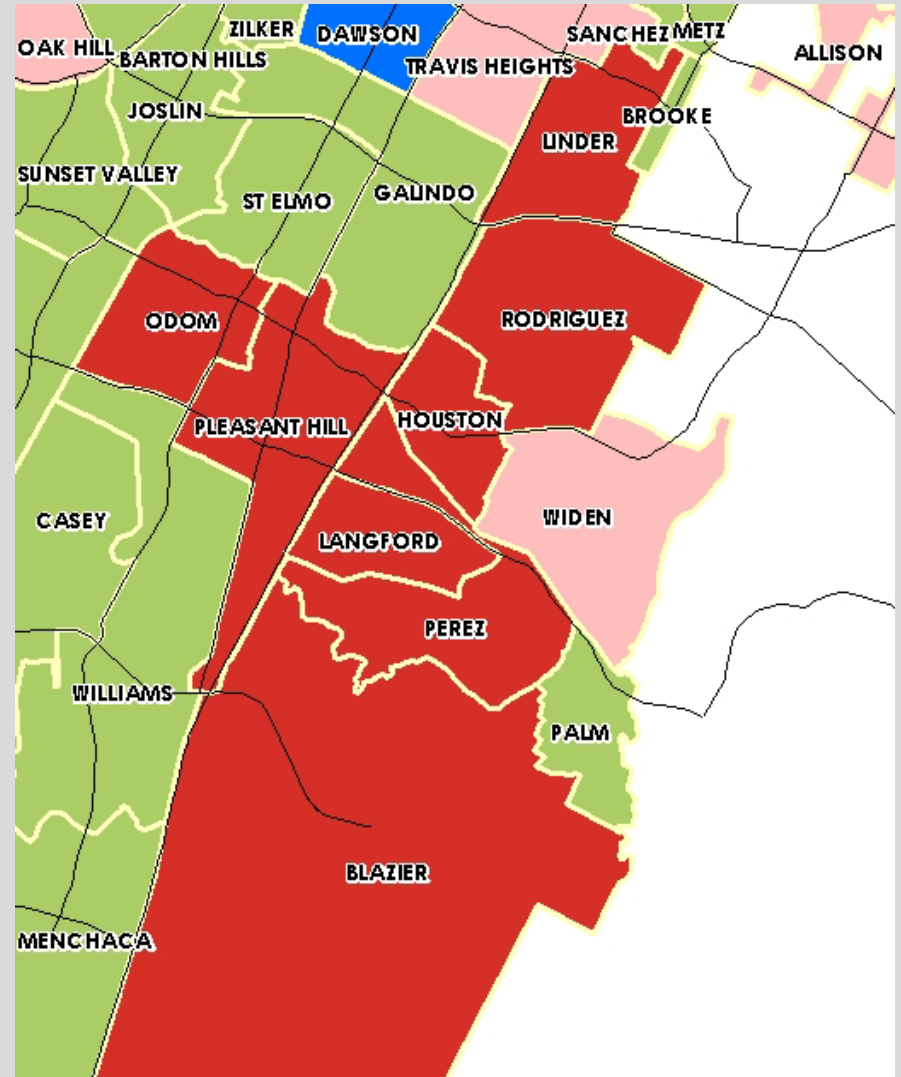 ZILKER
DAWSON
SANCHEZ
METZ
OAK HILL
BARTON HILLS
TRAVIS HEIGHTS
ALLISON
JOSLIN
BROOKE
LINDER
SUNSET VALLEY
ST ELMO
GALINDO
ODOM
RODRIGUEZ
PLEASANT HILL
HOUSTON
CASEY
WIDEN
LANGFORD
PEREZ
WILLIAMS
PALM
BLAZIER
MENCHACA